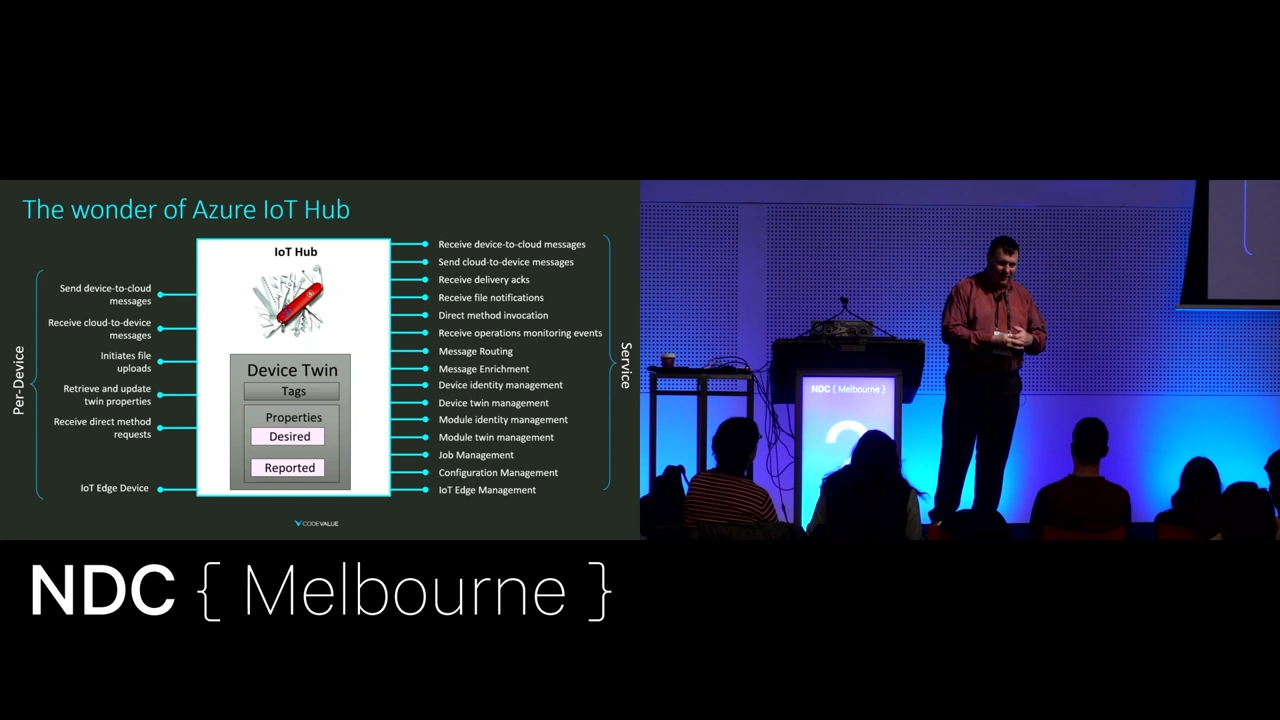 The wonder of Azure IoT Hub
Per-Device
Send device-to-cloud
messages
Receive cloud-to-device
messages
Initiates file
uploads
Retrieve and update
twin properties
Receive direct method
requests
IoT Edge Device
IoT Hub
Device Twin
Tags
Properties
Desired
Reported
Receive device-to-cloud messages
Send cloud-to-device messages
Receive delivery acks
Receive file notifications
Direct method invocation
Receive operations monitoring events
Message Routing
Message Enrichment
Device identity management
Device twin management
Module identity management
Module twin management
Job Management
Configuration Management
IoT Edge Management
Service
CODEVALUE
NDC { Melbourne }
2
NDC { Melbourne }